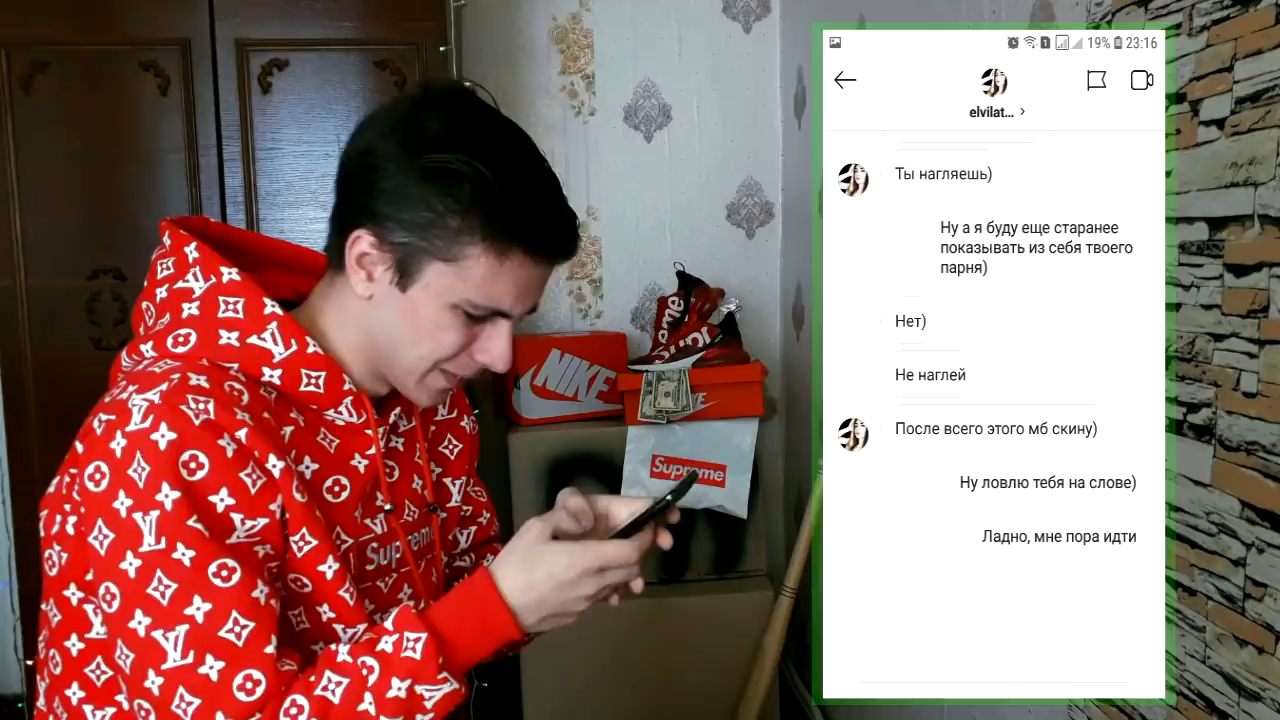 19% 23:16
elvilat...
Ты нагляешь)
Ну а я буду еще старанее
показывать из себя твоего
парня)
Нет)
Не наглей
После всего этого мб скину)
Ну ловлю тебя на слове)
Ладно, мне пора идти
NIKE
Supreme
Supreme
LV